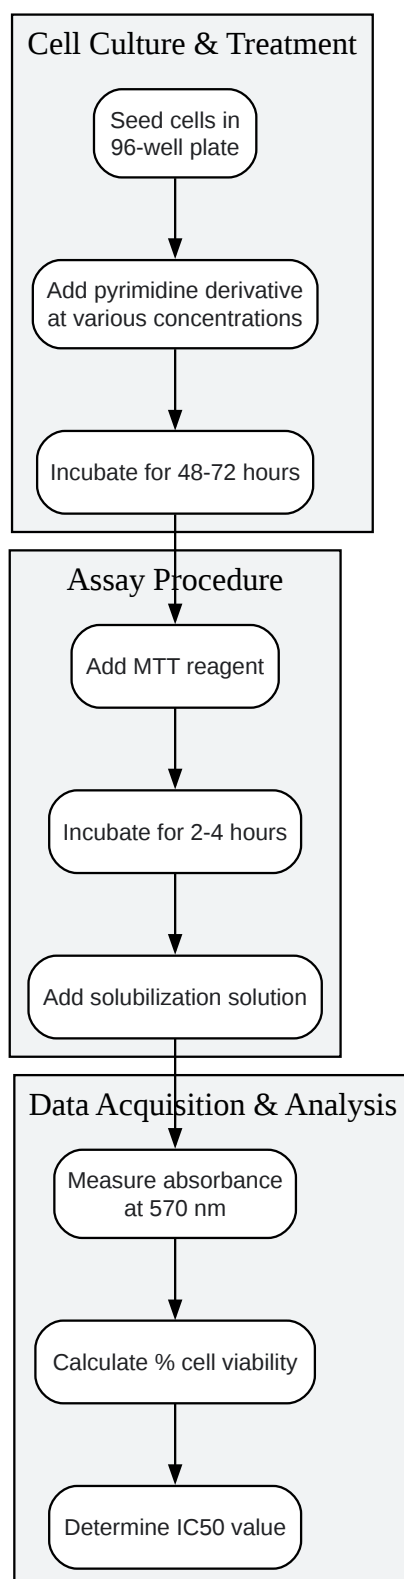 Cell Culture & Treatment
Seed cells in
96-well plate
Add pyrimidine derivative
at various concentrations
Incubate for 48-72 hours
Assay Procedure
Add MTT reagent
Incubate for 2-4 hours
Add solubilization solution
Data Acquisition & Analysis
Measure absorbance
at 570 nm
Calculate % cell viability
Determine IC50 value